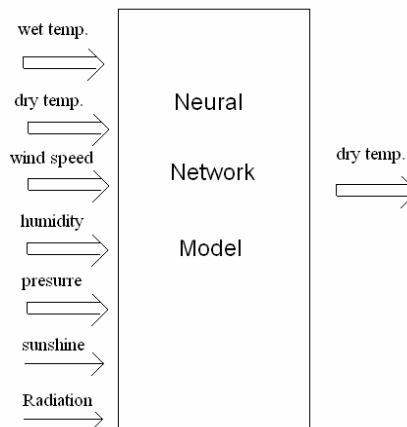 wet temp.
dry temp.
wind speed
humidity
presurre
sunshine
Radiation
Neural
Network
Model
dry temp.